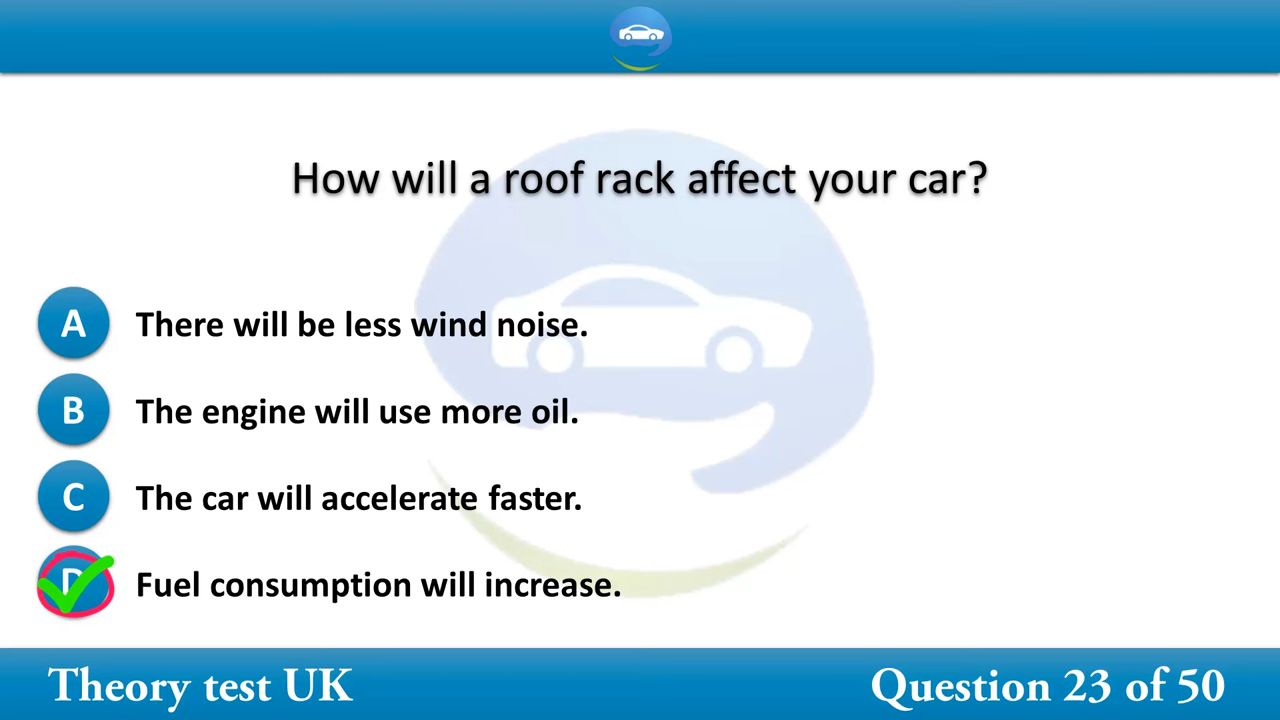 How will a roof rack affect your car?
A There will be less wind noise.
B The engine will use more oil.
C The car will accelerate faster.
D Fuel consumption will increase.
Theory test UK Question 23 of 50